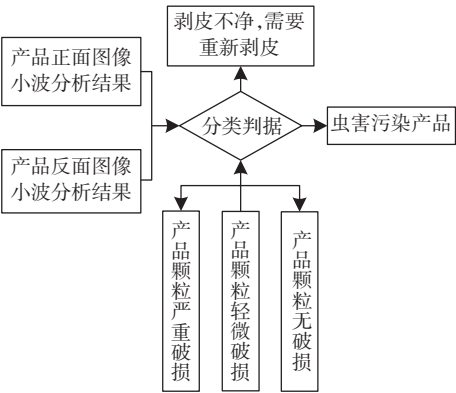 剥皮不净,需要
重新剥皮
产品正面图像
小波分析结果
分类判据
虫害污染产品
产品反面图像
小波分析结果
产品颗粒严重破损
产品颗粒轻微破损
产品颗粒无破损